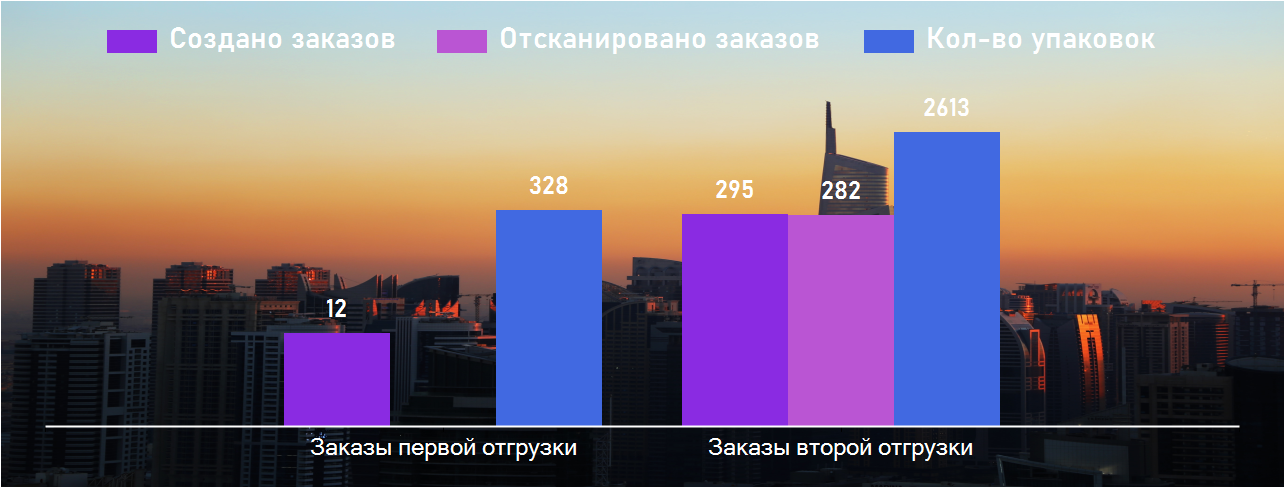 Создано заказов Отсканировано заказов Кол-во упаковок
2613
328 295 282
12
Заказы первой отгрузки Заказы второй отгрузки